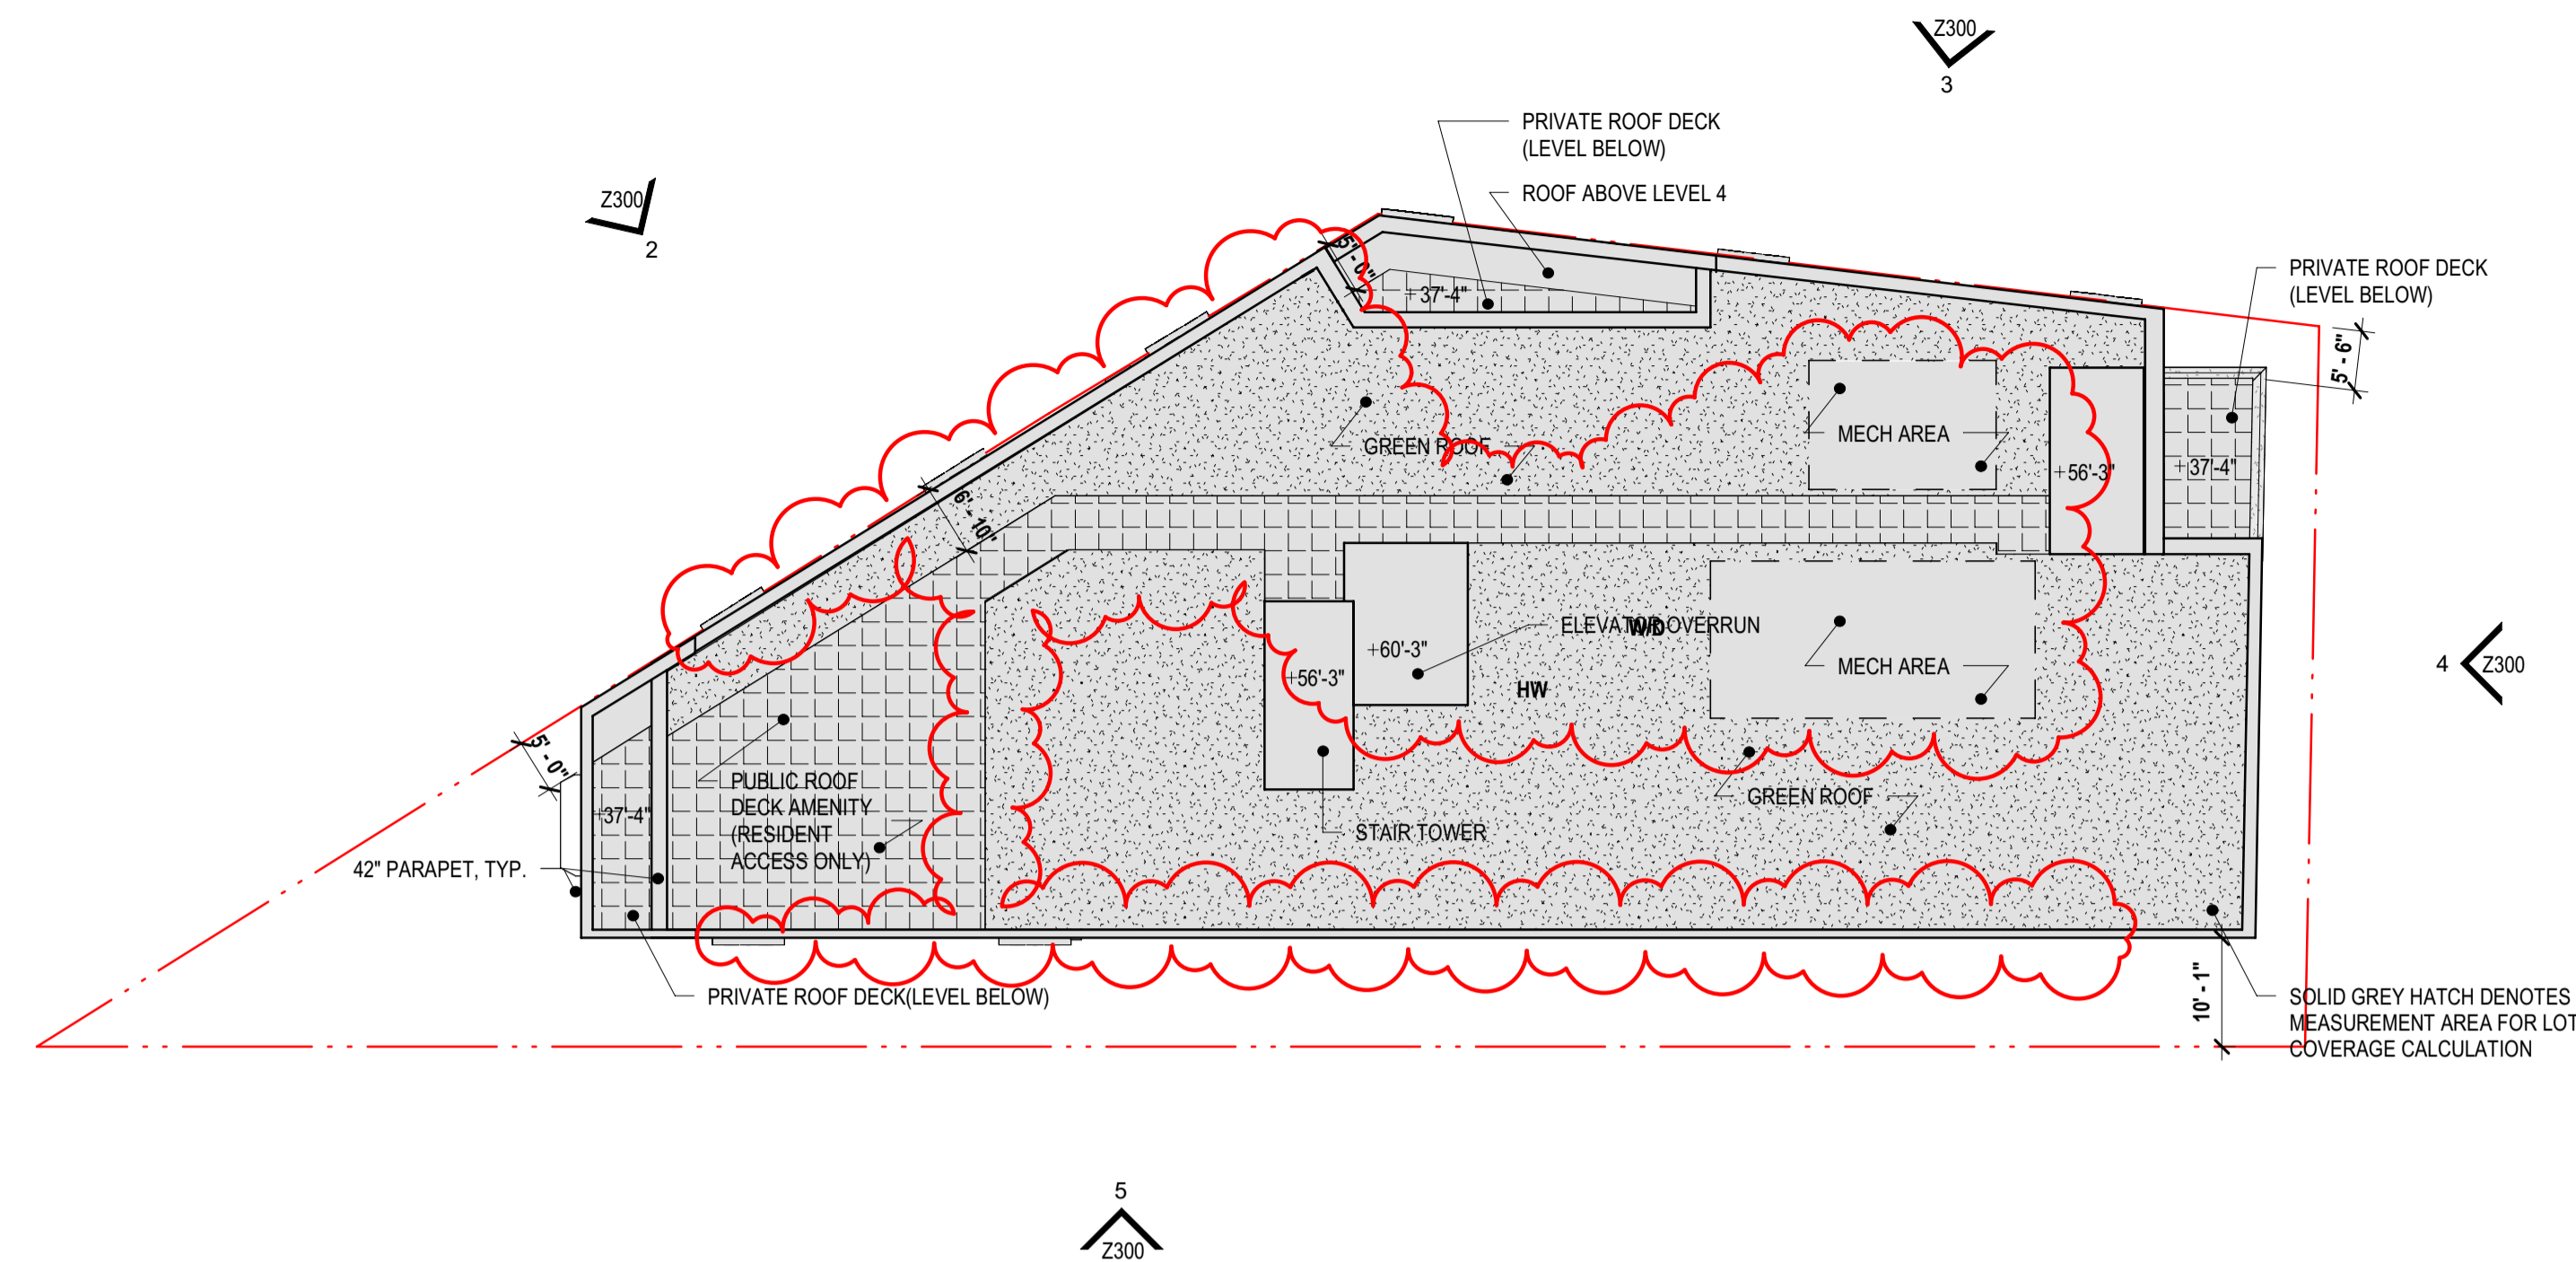 Z300
3
PRIVATE ROOF DECK
(LEVEL BELOW)
ROOF ABOVE LEVEL 4
Z300
2
5' - 0"
+37'-4"
PRIVATE ROOF DECK
(LEVEL BELOW)
5' - 6"
GREEN ROOF
MECH AREA
+56'-3"
+37'-4"
6' - 10"
ELEVATOR OVERRUN
W/D
+60'-3"
+56'-3"
HW
MECH AREA
4
Z300
5' - 0"
+37'-4"
PUBLIC ROOF
DECK AMENITY
(RESIDENT
ACCESS ONLY)
GREEN ROOF
STAIR TOWER
42" PARAPET, TYP.
PRIVATE ROOF DECK(LEVEL BELOW)
10' - 1"
SOLID GREY HATCH DENOTES
MEASUREMENT AREA FOR LOT
COVERAGE CALCULATION
5
Z300